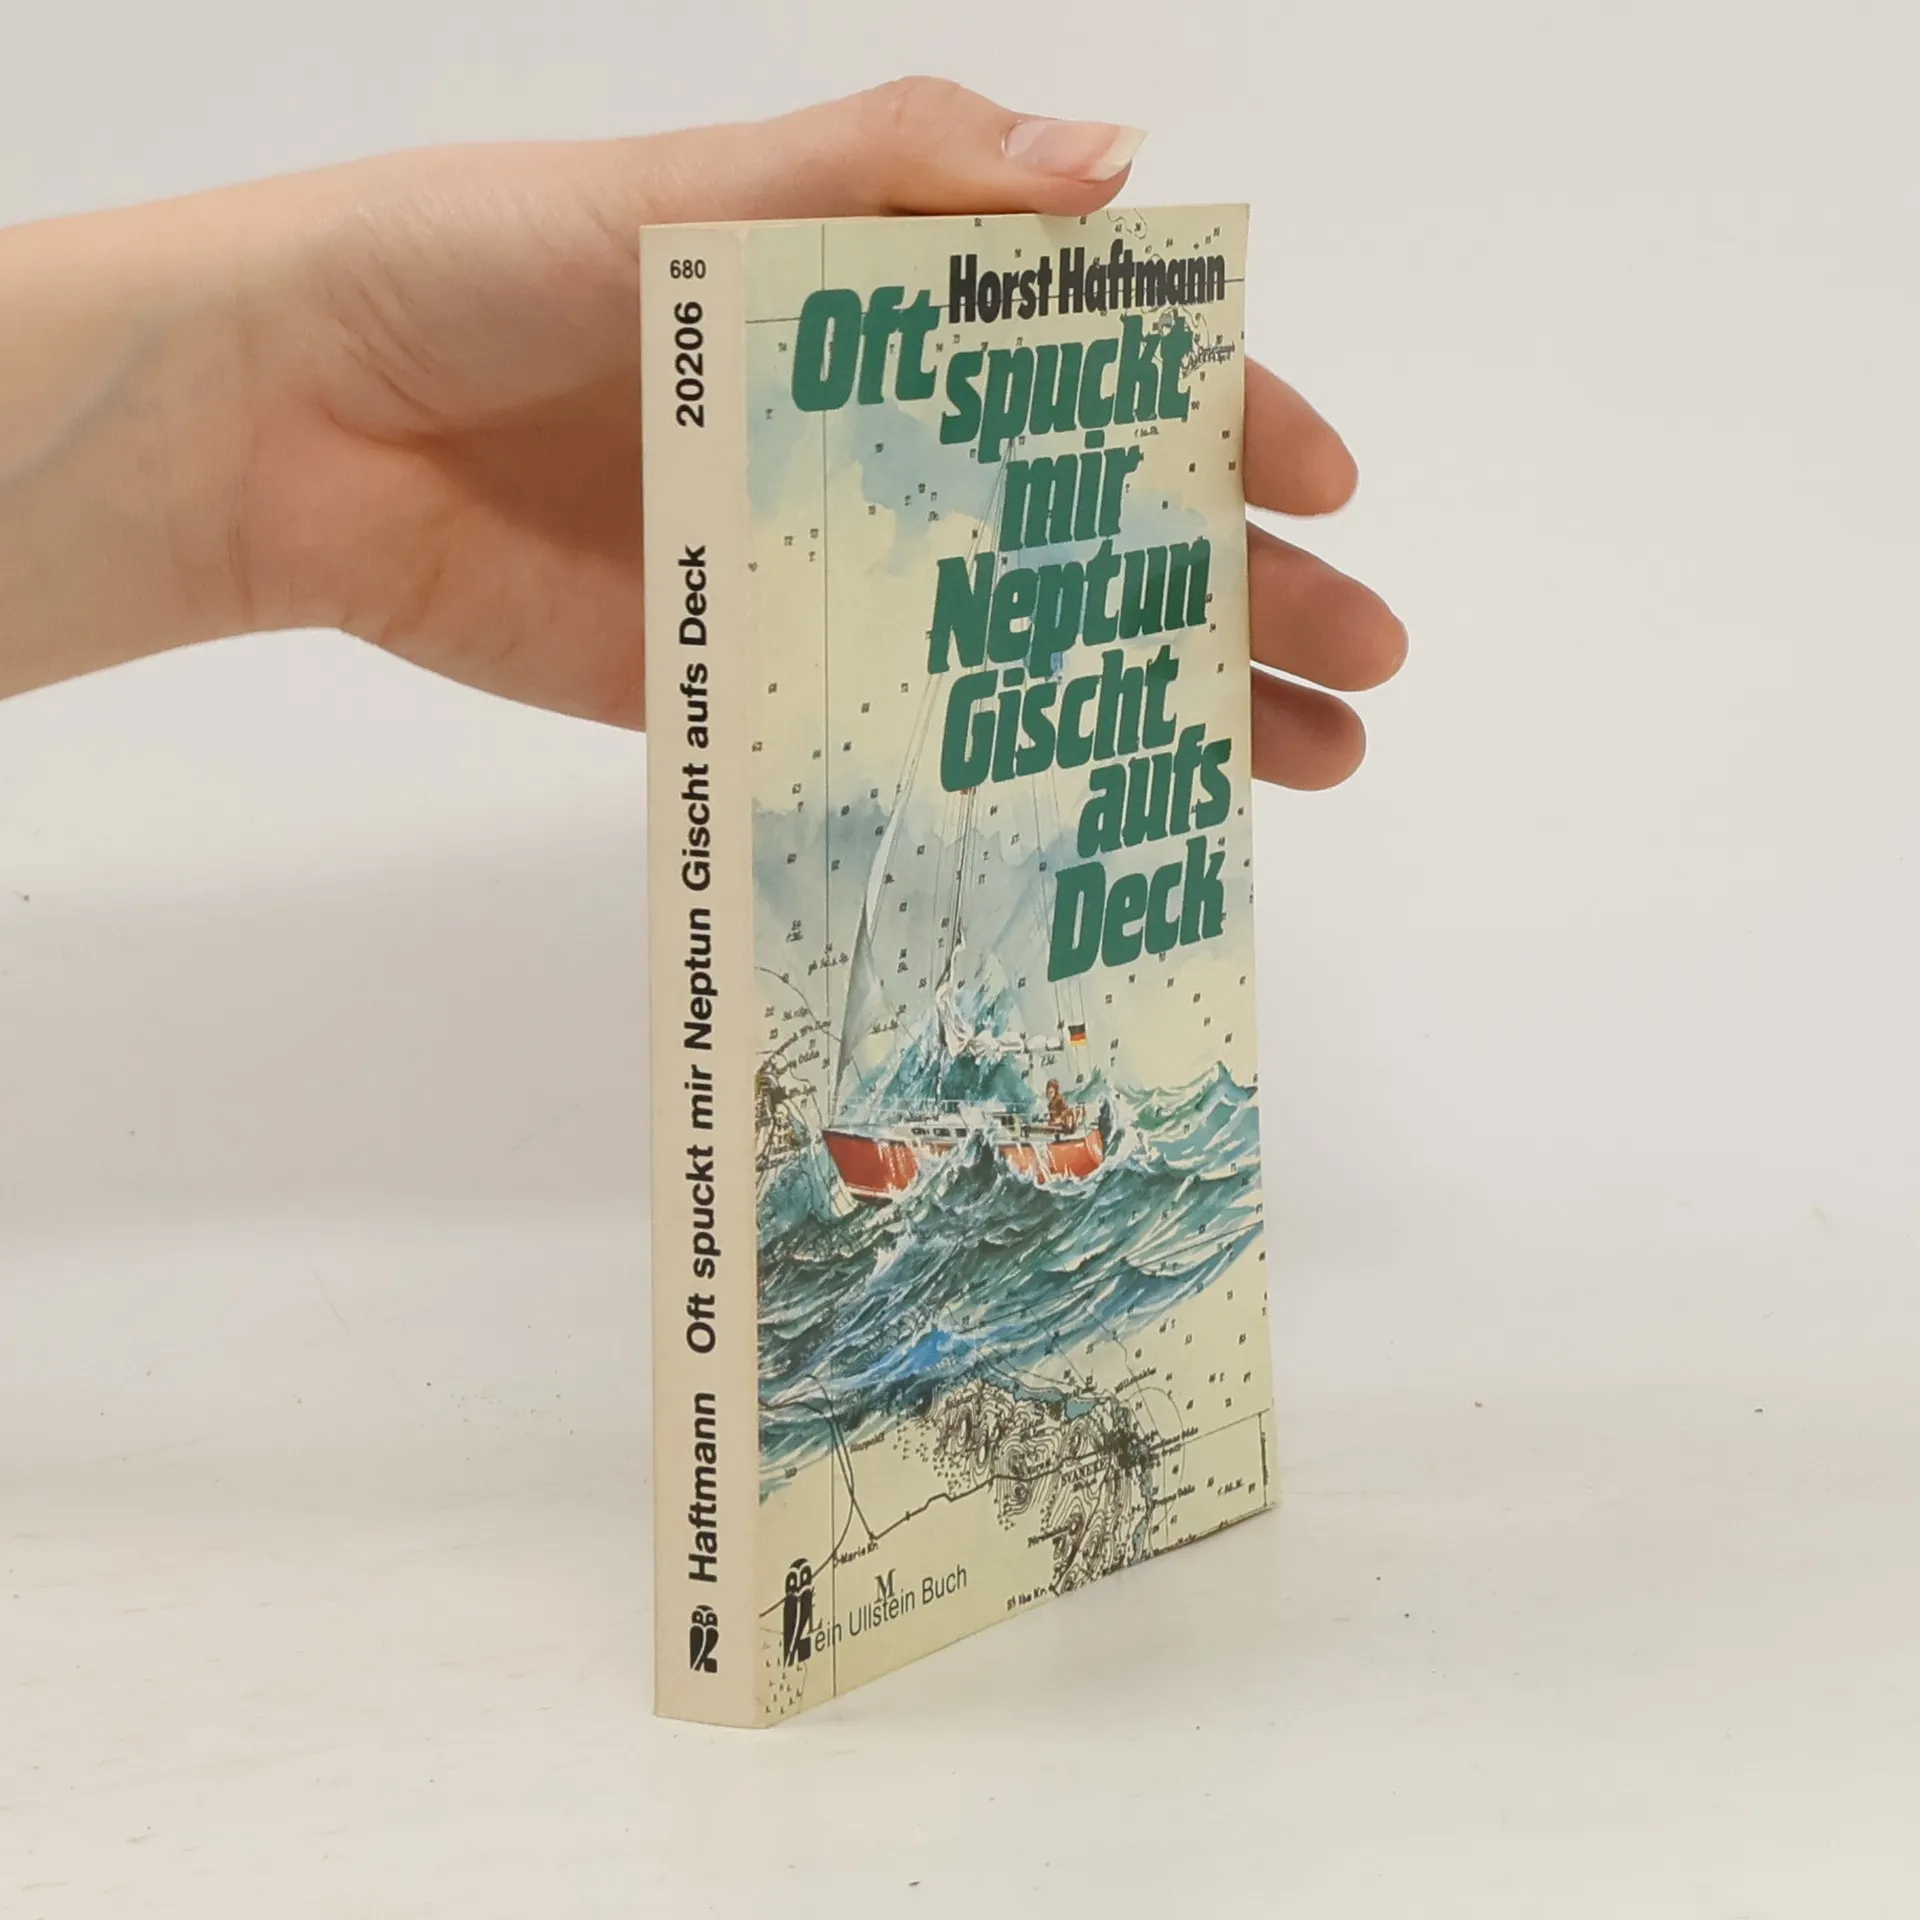 680
20206
Haftmann Oft spuckt mir Neptun Gischt aufs Deck
Horst Haftmann
Oft
spuckt
mir
Neptun
Gischt
aufs
Deck
SVANEKE
M
ein Ullstein Buch